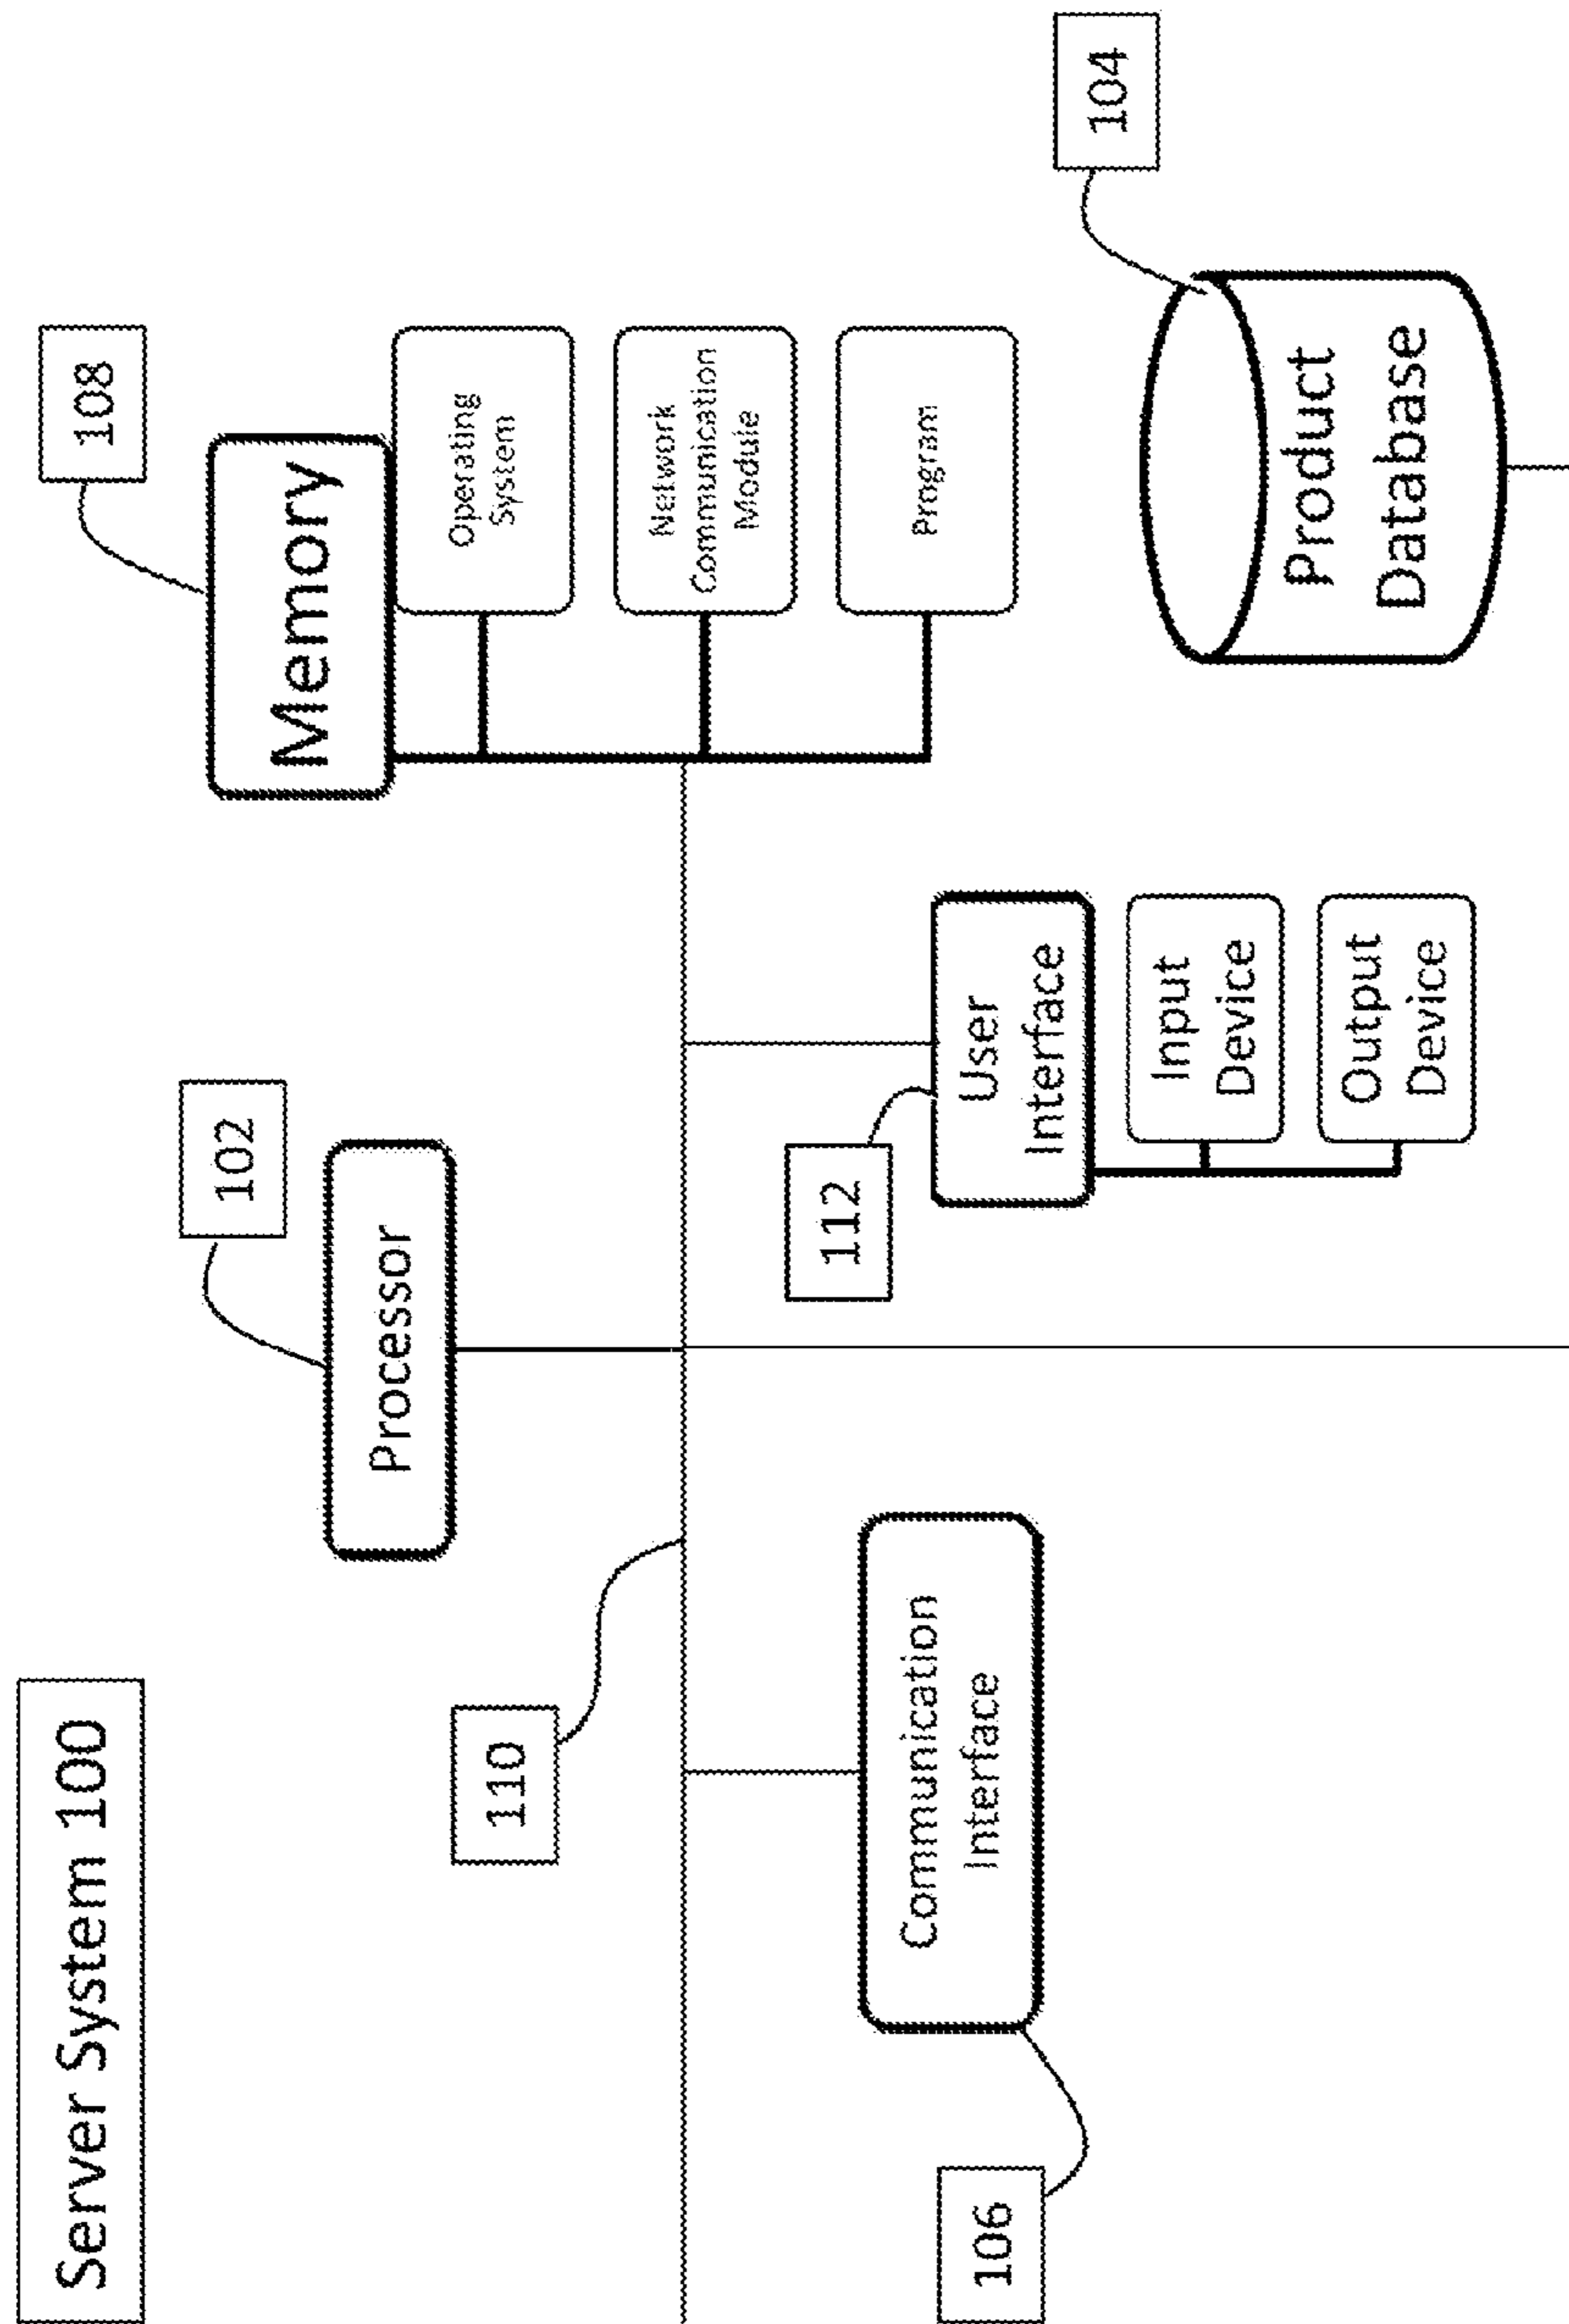 Server System 100
108
Memory
Operating
System
Network
Communication
Module
Program
102
Processor
110
112
User
Interface
Input
Device
Output
Device
Communication
Interface
106
104
Product
Database